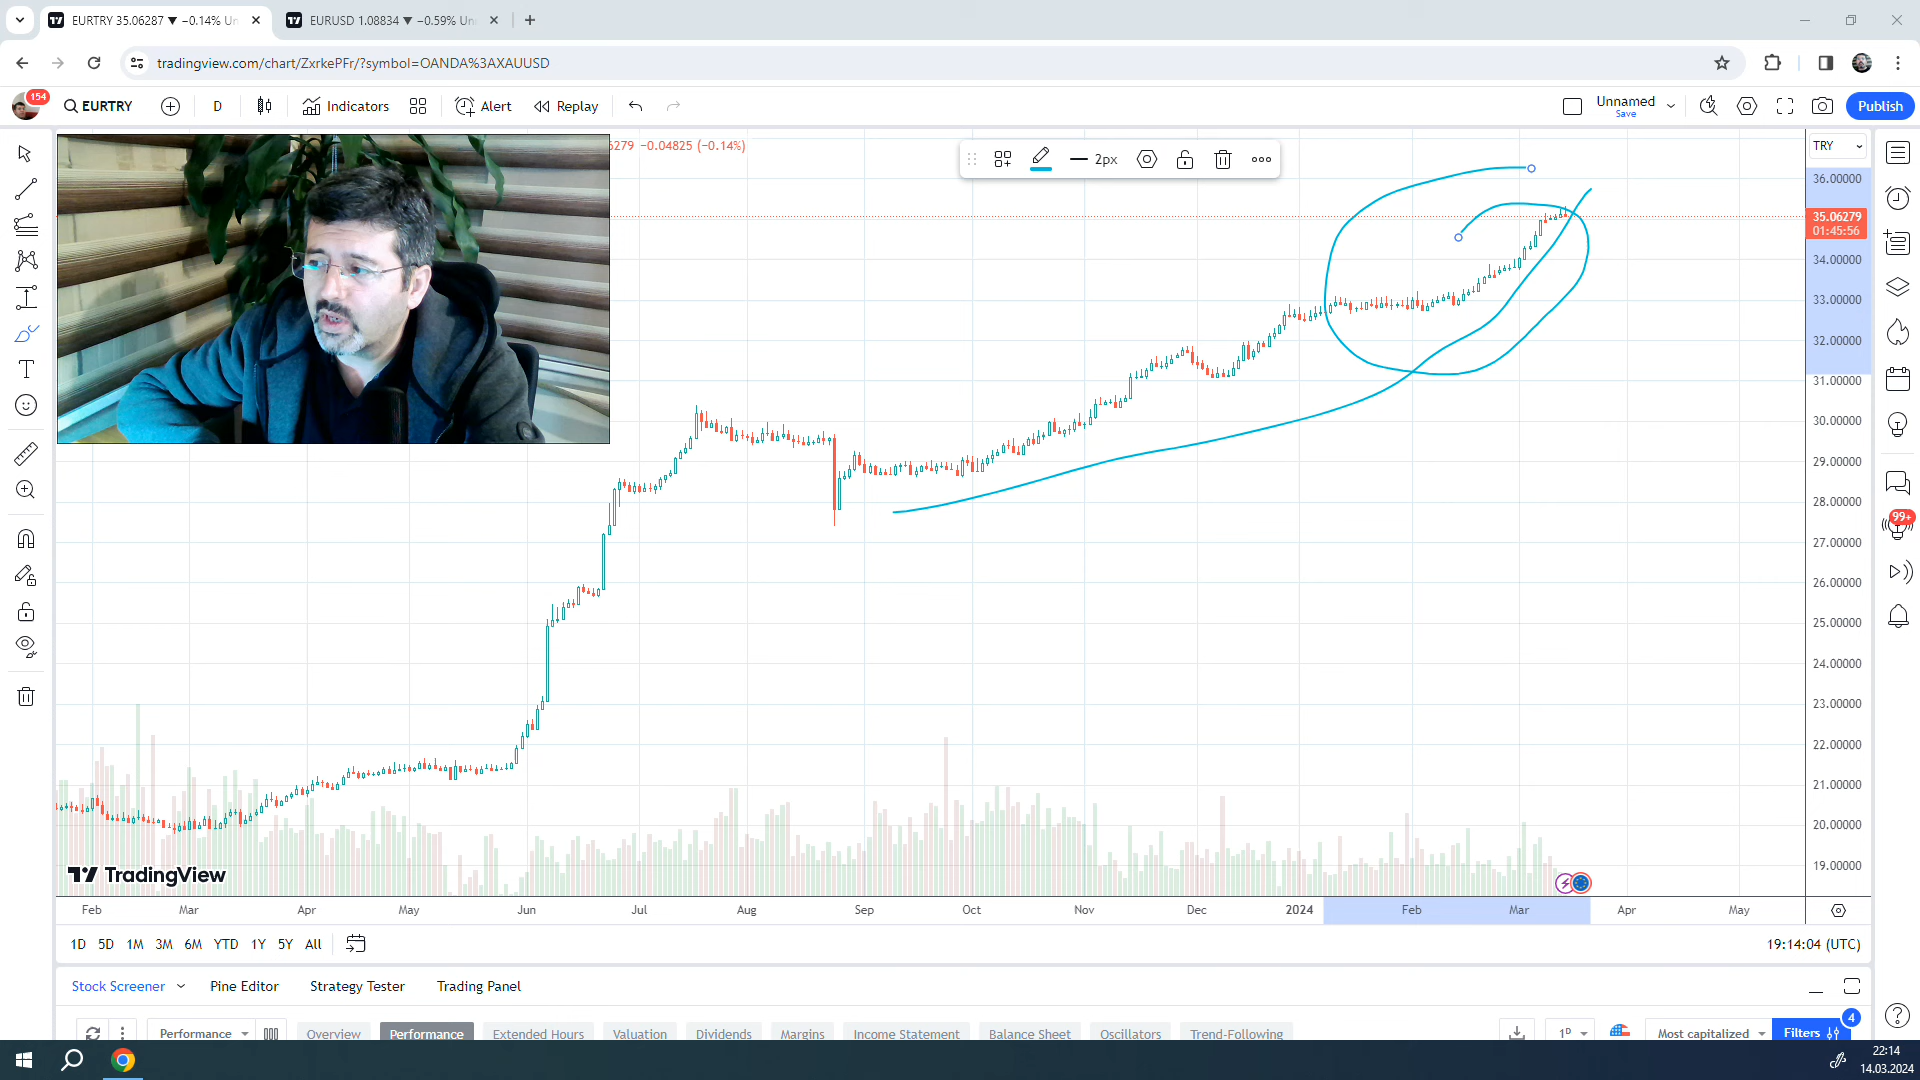 EURTRY 35.06287 ▼ −0.14% Un
EURUSD 1.08834 ▼ −0.59% Un
tradingview.com/chart/ZxrkePFr/?symbol=OANDA%3AXAUUSD
154
EURTRY
D
Indicators
Alert
Replay
Unnamed
Save
Publish
6279 −0.04825 (−0.14%)
2px
TRY
36.00000
35.06279
01:45:56
34.00000
33.00000
32.00000
31.00000
30.00000
29.00000
28.00000
27.00000
26.00000
25.00000
24.00000
23.00000
22.00000
21.00000
20.00000
19.00000
99+
TradingView
Feb Mar Apr May Jun Jul Aug Sep Oct Nov Dec 2024 Feb Mar Apr May
1D 5D 1M 3M 6M YTD 1Y 5Y All
19:14:04 (UTC)
Stock Screener Pine Editor Strategy Tester Trading Panel
Performance Overview Performance Extended Hours Valuation Dividends Margins Income Statement Balance Sheet Oscillators Trend-Following
1D
Most capitalized
Filters
4
22:14
14.03.2024